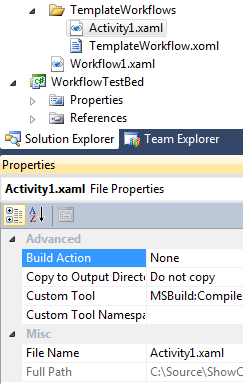 TemplateWorkflows
Activity1.xaml
TemplateWorkflow.xoml
Workflow1.xaml
WorkflowTestBed
Properties
References
Solution Explorer Team Explorer
Properties
Activity1.xaml File Properties
Advanced
Build Action None
Copy to Output Directo Do not copy
Custom Tool MSBuild:Compile
Custom Tool Namespa
Misc
File Name Activity1.xaml
Full Path C:\Source\ShowC